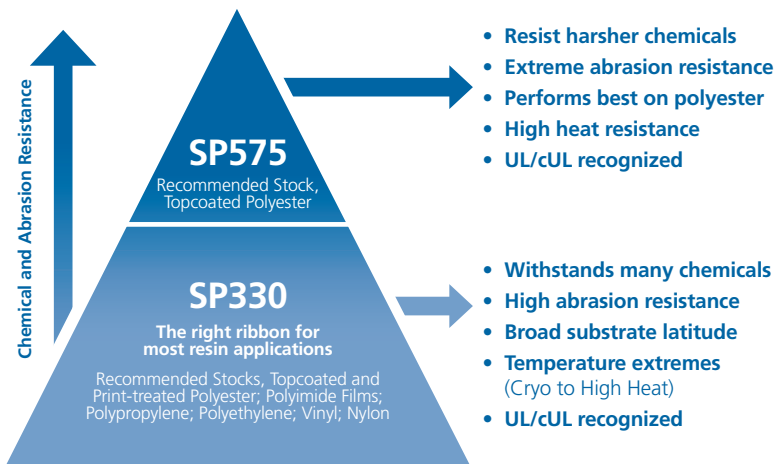 Chemical and Abrasion Resistance
SP575
Recommended Stock,
Topcoated Polyester
• Resist harsher chemicals
• Extreme abrasion resistance
• Performs best on polyester
• High heat resistance
• UL/cUL recognized
SP330
The right ribbon for
most resin applications
Recommended Stocks, Topcoated and
Print-treated Polyester; Polyimide Films;
Polypropylene; Polyethylene; Vinyl; Nylon
• Withstands many chemicals
• High abrasion resistance
• Broad substrate latitude
• Temperature extremes
(Cryo to High Heat)
• UL/cUL recognized